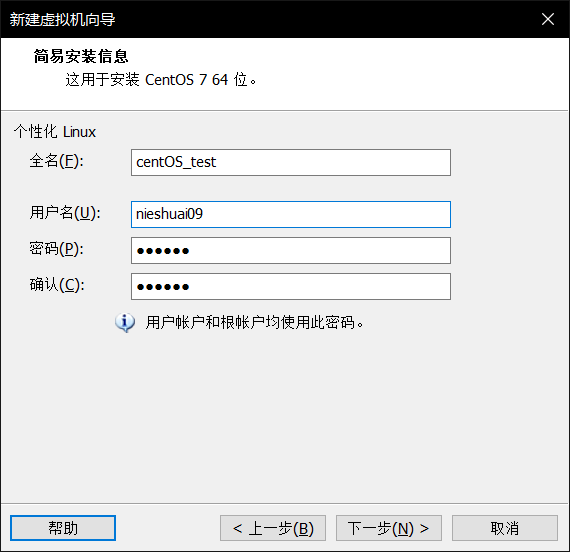 新建虚拟机向导
简易安装信息
这用于安装 CentOS 7 64 位。
个性化 Linux
全名(F): centOS_test
用户名(U): nieshuai09
密码(P): ●●●●●●
确认(C): ●●●●●●
用户帐户和根帐户均使用此密码。
帮助 < 上一步(B) 下一步(N) > 取消